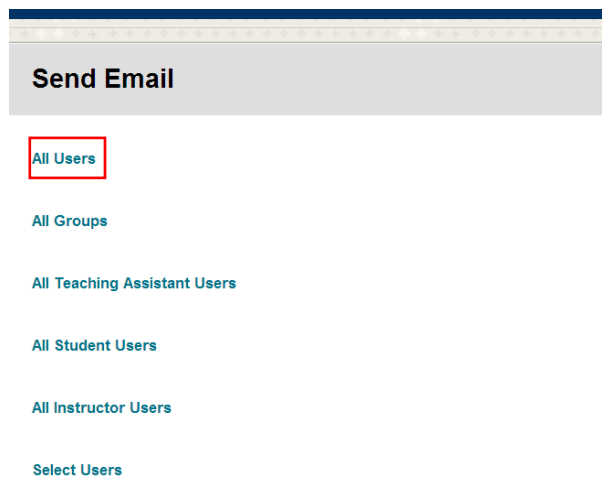 Send Email
All Users
All Groups
All Teaching Assistant Users
All Student Users
All Instructor Users
Select Users